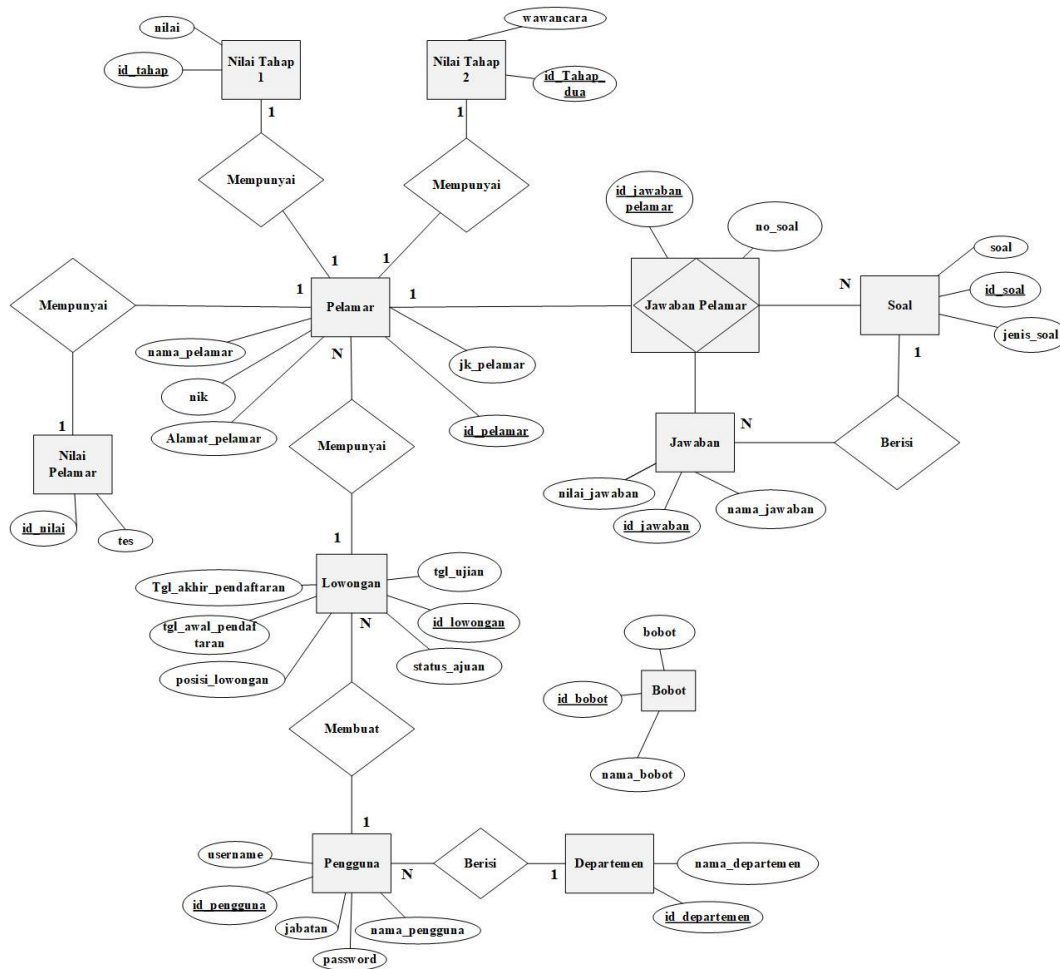 wawancara
nilai
Nilai Tahap
1
Nilai Tahap
2
id_tahap
id_Tahap_
dua
1
1
Mempunyai
Mempunyai
id_jawaban
pelamar
no_soal
soal
1
1
Mempunyai
1
Pelamar
1
Jawaban Pelamar
N
Soal
id_soal
jenis_soal
nama_pelamar
N
jk_pelamar
1
nik
Alamat_pelamar
id_pelamar
1
Nilai
Pelamar
Mempunyai
Jawaban
N
Berisi
nilai_jawaban
id_jawaban
nama_jawaban
id_nilai
tes
1
Tgl_akhir_pendaftaran
Lowongan
tgl_ujian
tgl_awal_pendaf
taran
N
id_lowongan
posisi_lowongan
status_ajuan
bobot
id_bobot
Bobot
Membuat
nama_bobot
1
username
Pengguna
N
Berisi
1
Departemen
nama_departemen
id_pengguna
jabatan
nama_pengguna
id_departemen
password